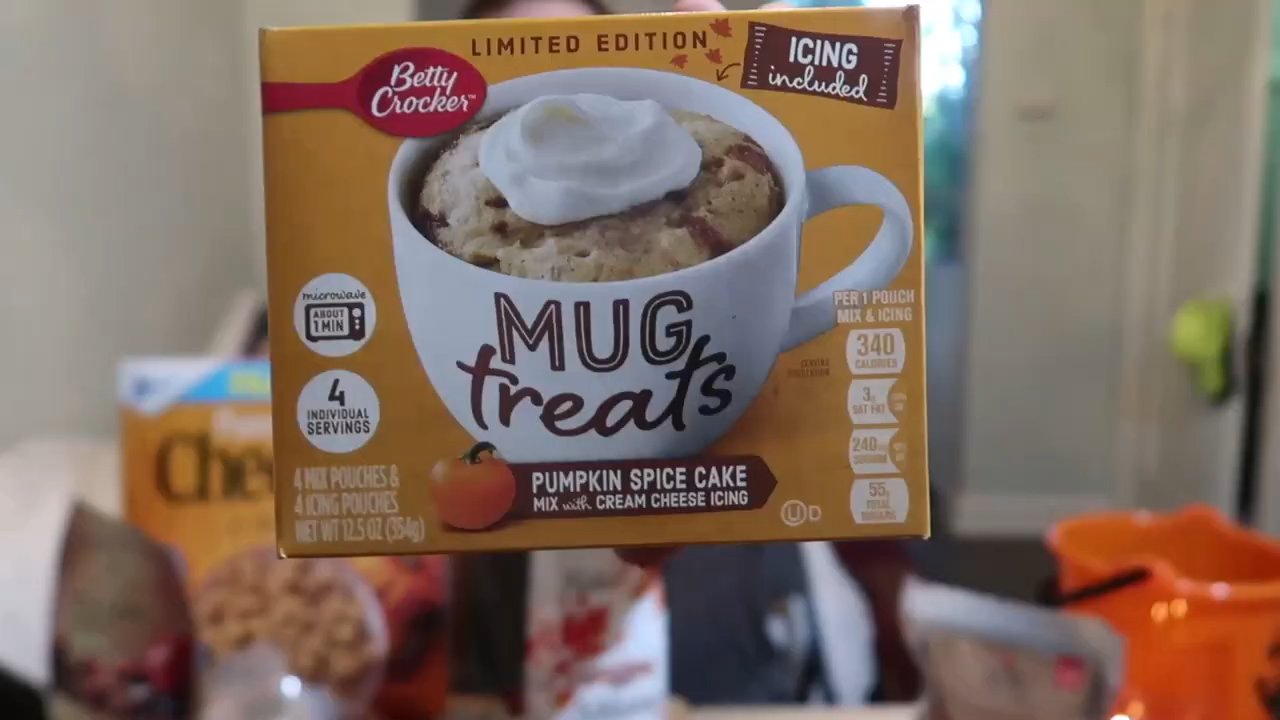 LIMITED EDITION
ICING
included
Betty
Crocker™
microwave
ABOUT
1 MIN
4
INDIVIDUAL
SERVINGS
4 MIX POUCHES &
4 ICING POUCHES
NET WT 12.5 OZ (354g)
MUG
treats
PUMPKIN SPICE CAKE
MIX with CREAM CHEESE ICING
U D
PER 1 POUCH
MIX & ICING
340
CALORIES
3g
SAT FAT
240mg
SODIUM
55g
TOTAL
SUGARS
Chee